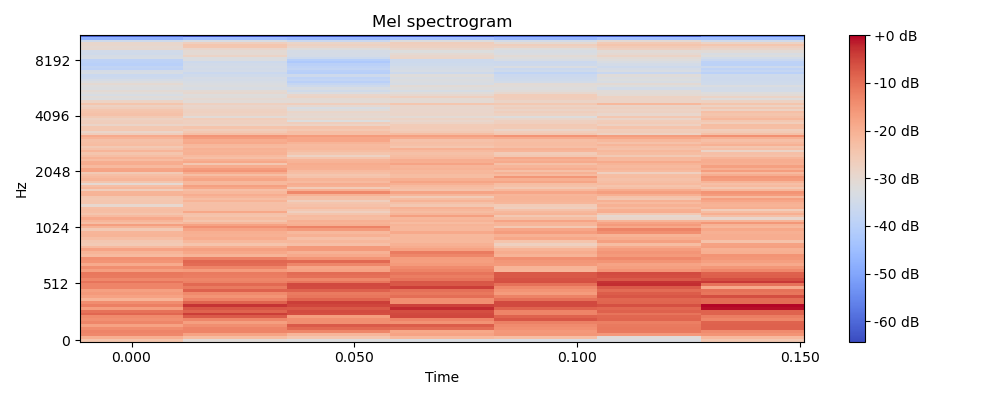 Mel spectrogram
Hz
8192
4096
2048
1024
512
0
0.000
0.050
0.100
0.150
Time
+0 dB
-10 dB
-20 dB
-30 dB
-40 dB
-50 dB
-60 dB